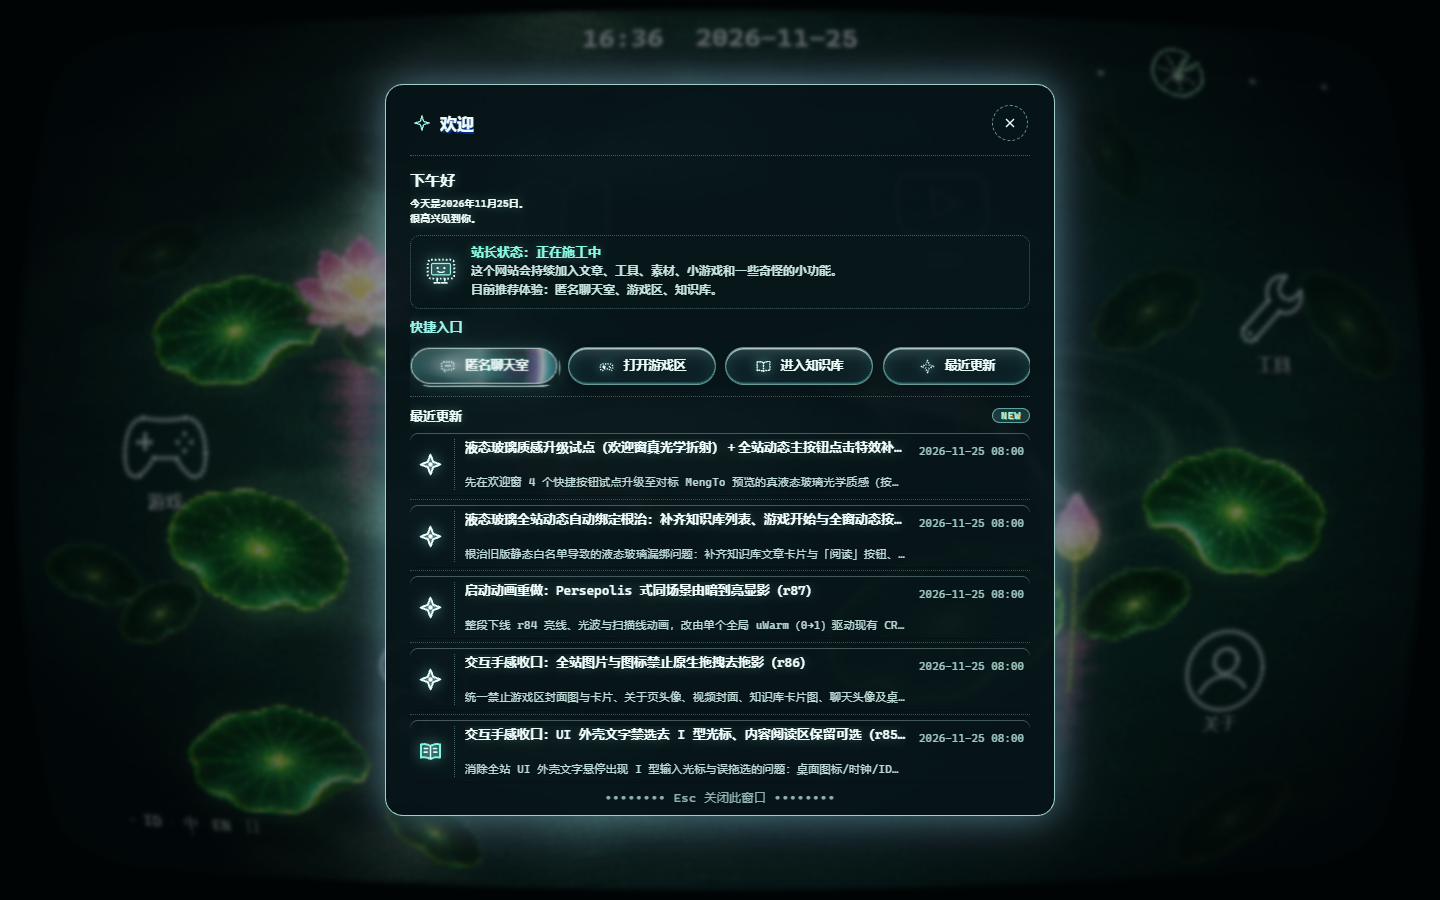 16:36 2026-11-25
欢迎
下午好
今天是2026年11月25日。
很高兴见到你。
站长状态：正在施工中
这个网站会持续加入文章、工具、素材、小游戏和一些奇怪的小功能。
目前推荐体验：匿名聊天室、游戏区、知识库。
快捷入口
匿名聊天室 打开游戏区 进入知识库 最近更新
最近更新 NEW
液态玻璃质感升级试点（欢迎窗真光学折射）＋全站动态主按钮点击特效补… 2026-11-25 08:00
先在欢迎窗 4 个快捷按钮试点升级至对标 MengTo 预览的真液态玻璃光学质感（按…
液态玻璃全站动态自动绑定根治：补齐知识库列表、游戏开始与全窗动态按… 2026-11-25 08:00
根治旧版静态白名单导致的液态玻璃漏绑问题：补齐知识库文章卡片与「阅读」按钮、…
启动动画重做：Persepolis 式同场景由暗到亮显影（r87） 2026-11-25 08:00
整段下线 r84 亮线、光波与扫描线动画，改由单个全局 uWarm（0→1）驱动现有 CR…
交互手感收口：全站图片与图标禁止原生拖拽去拖影（r86） 2026-11-25 08:00
统一禁止游戏区封面图与卡片、关于页头像、视频封面、知识库卡片图、聊天头像及桌…
交互手感收口：UI 外壳文字禁选去 I 型光标、内容阅读区保留可选（r85… 2026-11-25 08:00
消除全站 UI 外壳文字悬停出现 I 型输入光标与误拖选的问题：桌面图标/时钟/ID…
•••••••• Esc 关闭此窗口 ••••••••
工具
游戏
关于
ID 中 EN 日